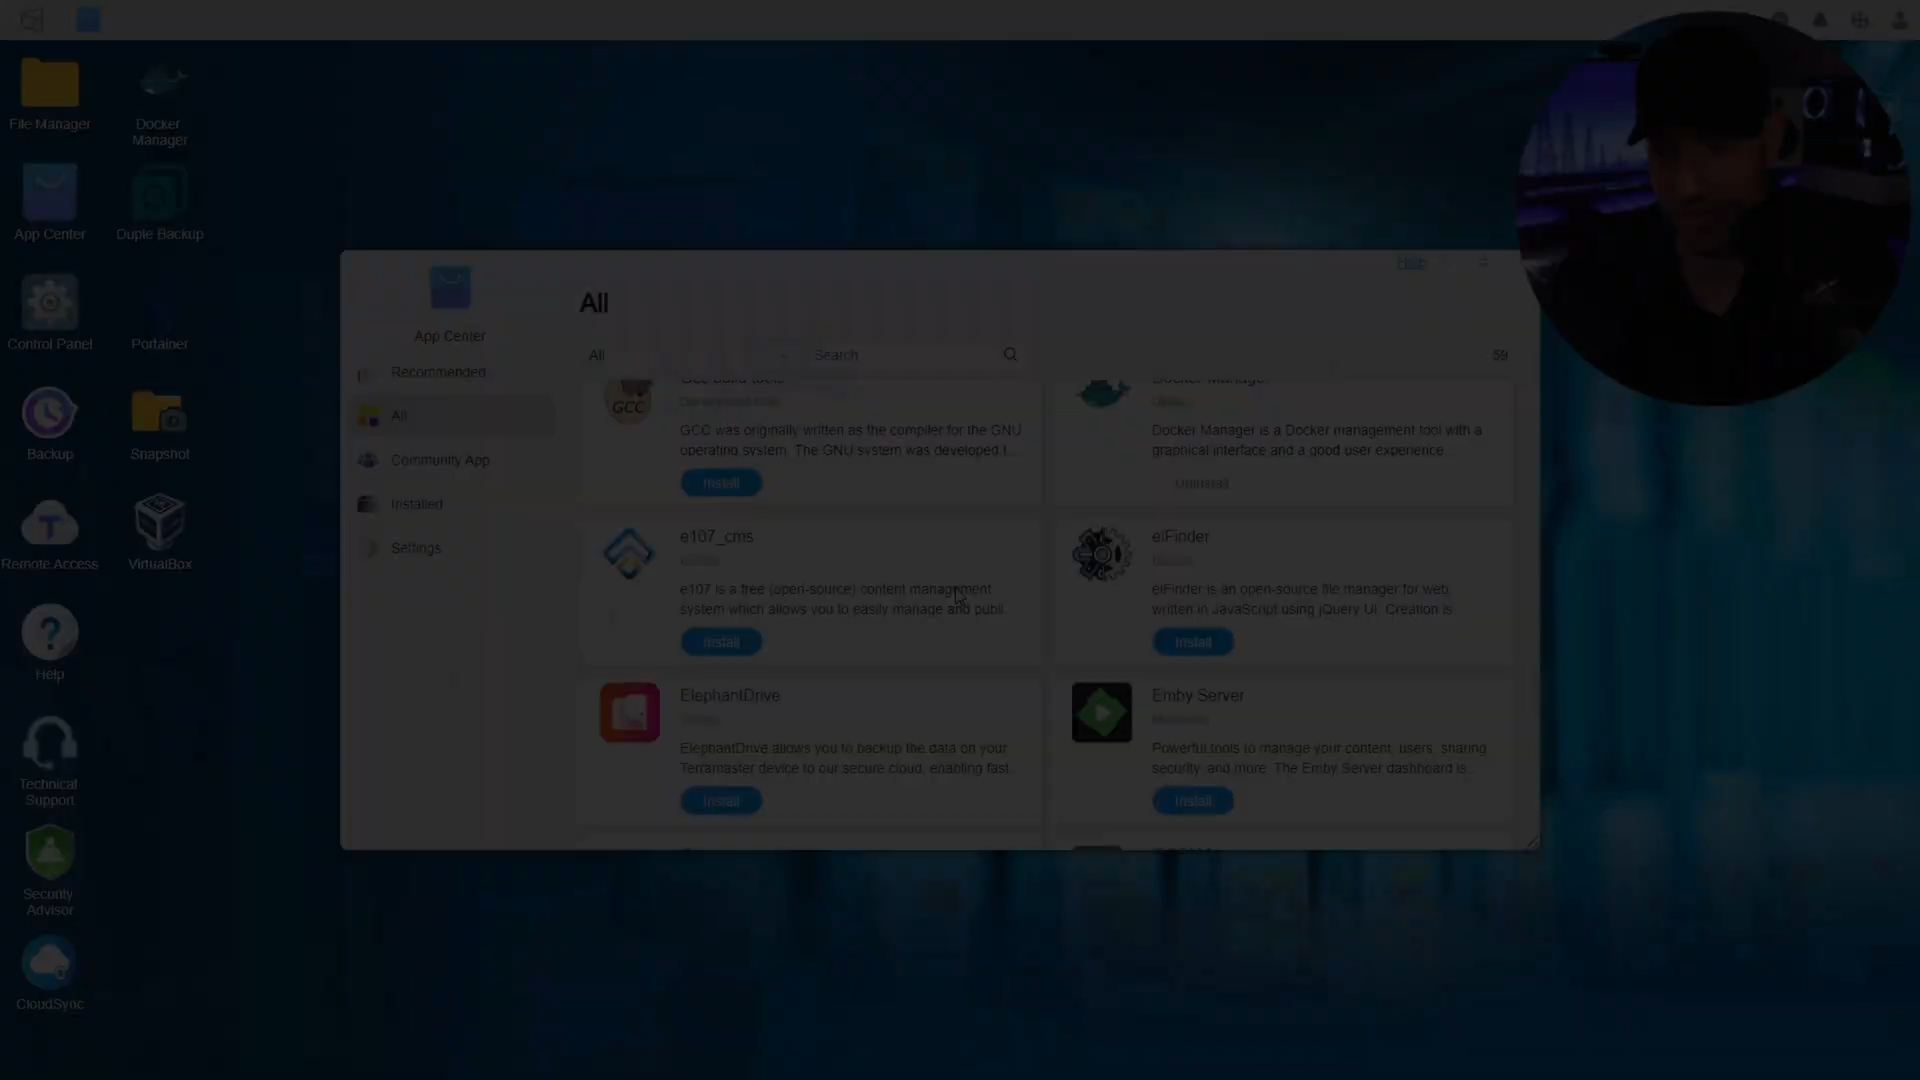 File Manager
Docker
Manager
App Center
Duple Backup
Control Panel
Portainer
Backup
Snapshot
Remote Access
VirtualBox
Help
Technical
Support
Security
Advisor
CloudSync
App Center
Recommended
All
Community App
Installed
Settings
Help
All
All
Search
59
Gcc build tools
GCC
GCC was originally written as the compiler for the GNU
operating system. The GNU system was developed f...
Install
Docker Manager
Docker Manager is a Docker management tool with a
graphical interface and a good user experience
Uninstall
e107_cms
e107 is a free (open-source) content management
system which allows you to easily manage and publi..
Install
elFinder
elFinder is an open-source file manager for web,
written in JavaScript using jQuery UI. Creation is
Install
ElephantDrive
ElephantDrive allows you to backup the data on your
Terramaster device to our secure cloud, enabling fast..
Install
Emby Server
Powerful tools to manage your content, users, sharing
security, and more. The Emby Server dashboard is...
Install